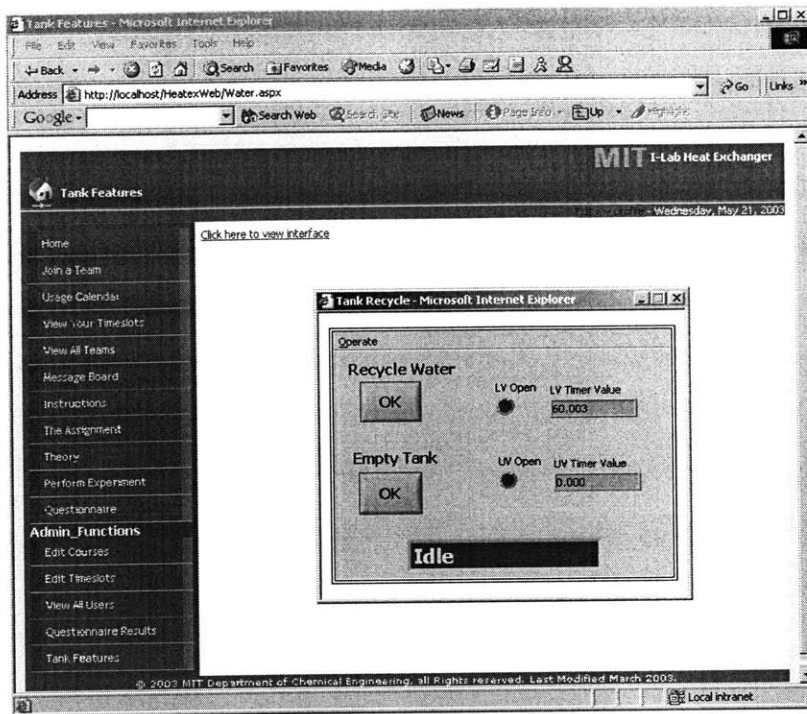 Tank Features - Microsoft Internet Explorer
File Edit View Favorites Tools Help
Back Search Favorites Media
Address http://localhost/HeatexWeb/Water.aspx Go Links »
Google Search Web Search Site News Page Info Up Highlight
MIT I-Lab Heat Exchanger
Tank Features
- Wednesday, May 21, 2003
Click here to view interface
Home
Join a Team
Usage Calendar
View Your Timeslots
View All Teams
Message Board
Instructions
The Assignment
Theory
Perform Experiment
Questionnaire
Admin_Functions
Edit Courses
Edit Timeslots
View All Users
Questionnaire Results
Tank Features
Tank Recycle - Microsoft Internet Explorer
Operate
Recycle Water
OK
LV Open LV Timer Value
60.003
Empty Tank
OK
UV Open UV Timer Value
0.000
Idle
© 2003 MIT Department of Chemical Engineering, all Rights reserved. Last Modified March 2003.
Local intranet